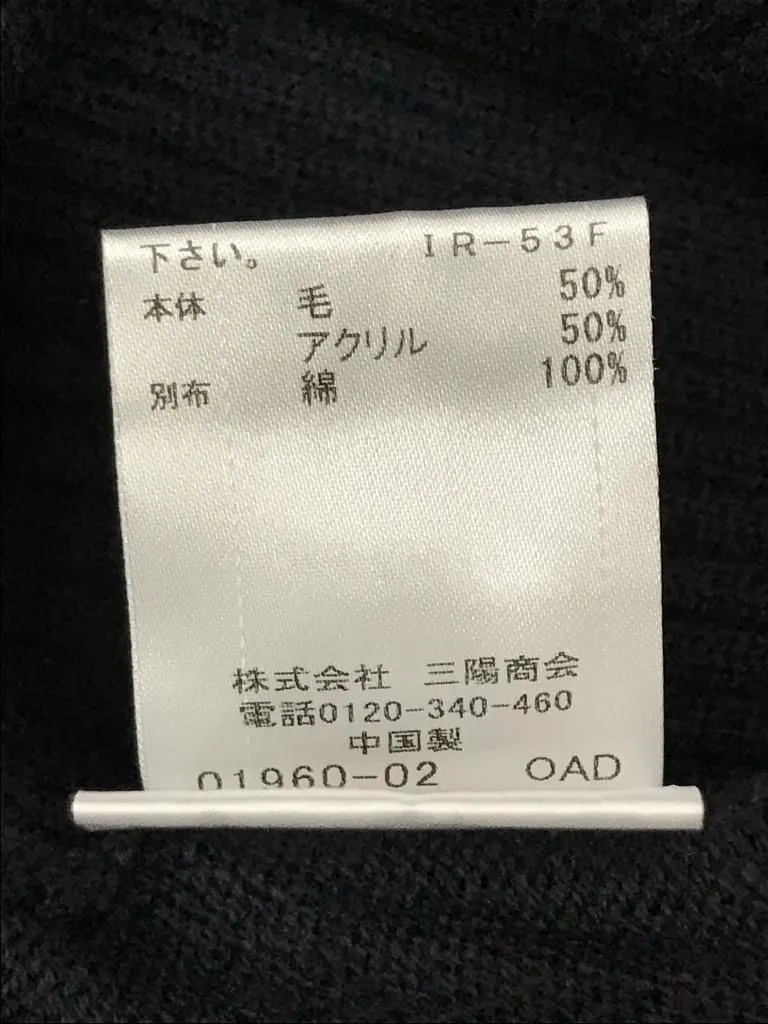 下さい。 IR-53F
本体 毛 50%
アクリル 50%
別布 綿 100%
株式会社 三陽商会
電話0120-340-460
中国製
01960-02 OAD